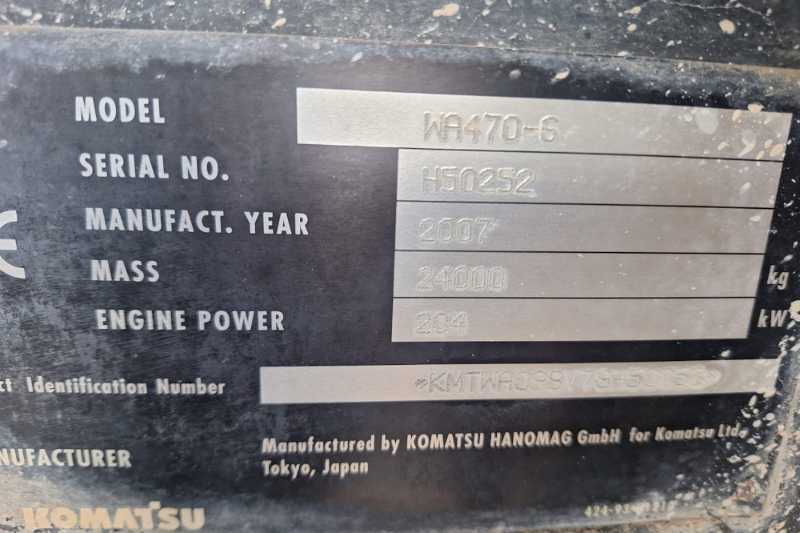 MODEL WA470-6
SERIAL NO. H50252
MANUFACT. YEAR 2007
MASS 24000 kg
ENGINE POWER 204 kW
Identification Number
Manufactured by KOMATSU HANOMAG GmbH for Komatsu Ltd.
Tokyo, Japan
KOMATSU